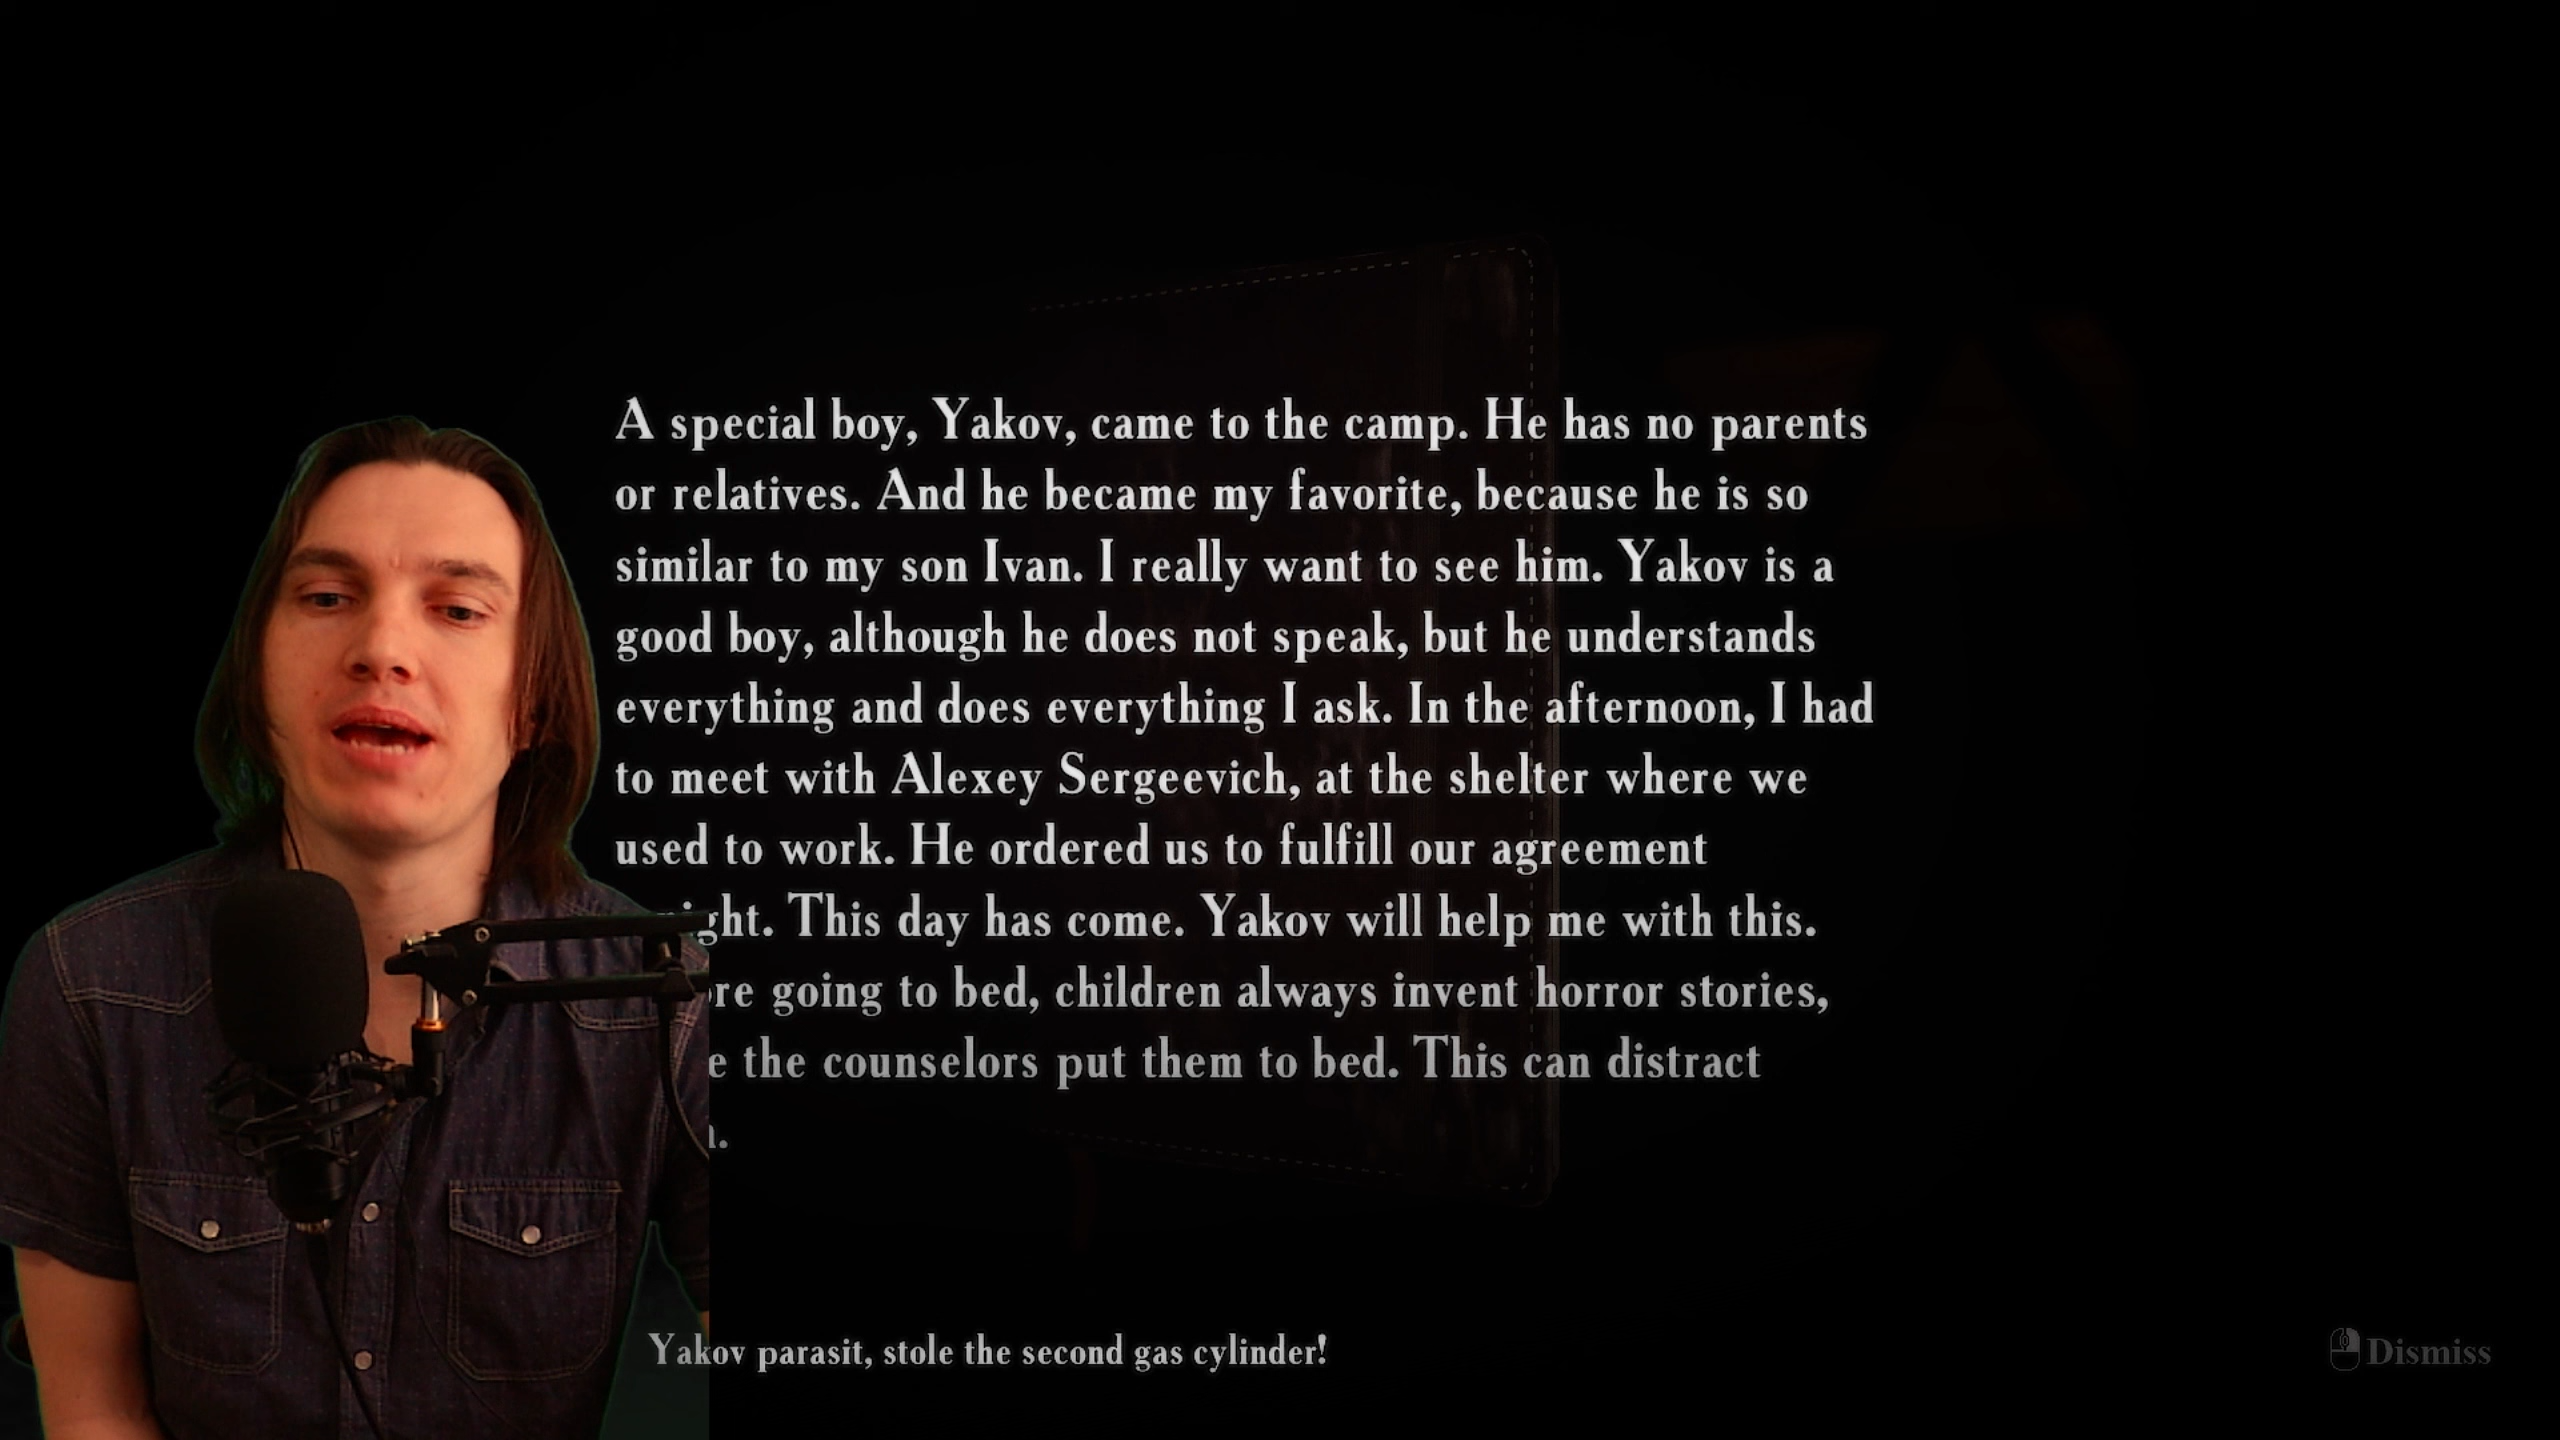 A special boy, Yakov, came to the camp. He has no parents
or relatives. And he became my favorite, because he is so
similar to my son Ivan. I really want to see him. Yakov is a
good boy, although he does not speak, but he understands
everything and does everything I ask. In the afternoon, I had
to meet with Alexey Sergeevich, at the shelter where we
used to work. He ordered us to fulfill our agreement
This day has come. Yakov will help me with this.
going to bed, children always invent horror stories,
the counselors put them to bed. This can distract
Yakov parasit, stole the second gas cylinder!
Dismiss